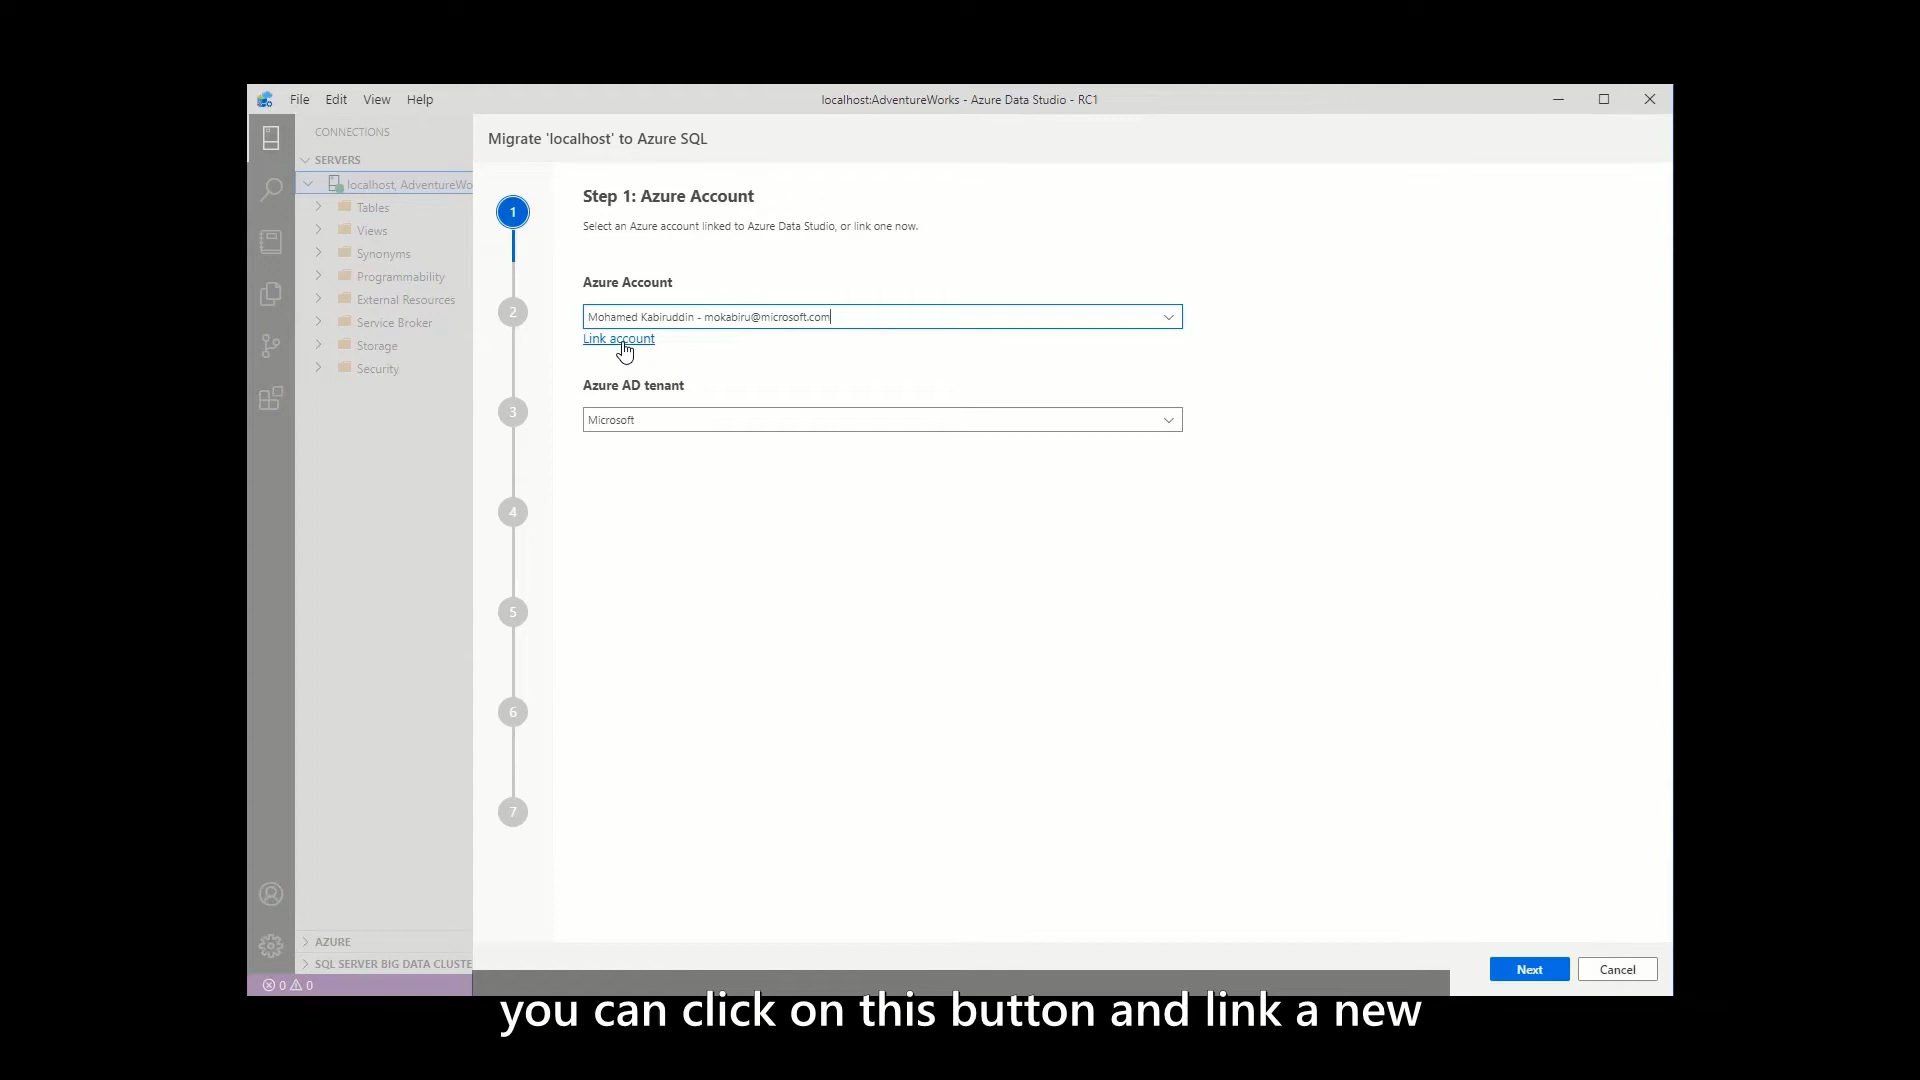 File Edit View Help
localhost:AdventureWorks - Azure Data Studio - RC1
CONNECTIONS
SERVERS
localhost, AdventureWo
Tables
Views
Synonyms
Programmability
External Resources
Service Broker
Storage
Security
AZURE
SQL SERVER BIG DATA CLUSTE
0 0
Migrate 'localhost' to Azure SQL
1
2
3
4
5
6
7
Step 1: Azure Account
Select an Azure account linked to Azure Data Studio, or link one now.
Azure Account
Mohamed Kabiruddin - mokabiru@microsoft.com
Link account
Azure AD tenant
Microsoft
Next Cancel
you can click on this button and link a new